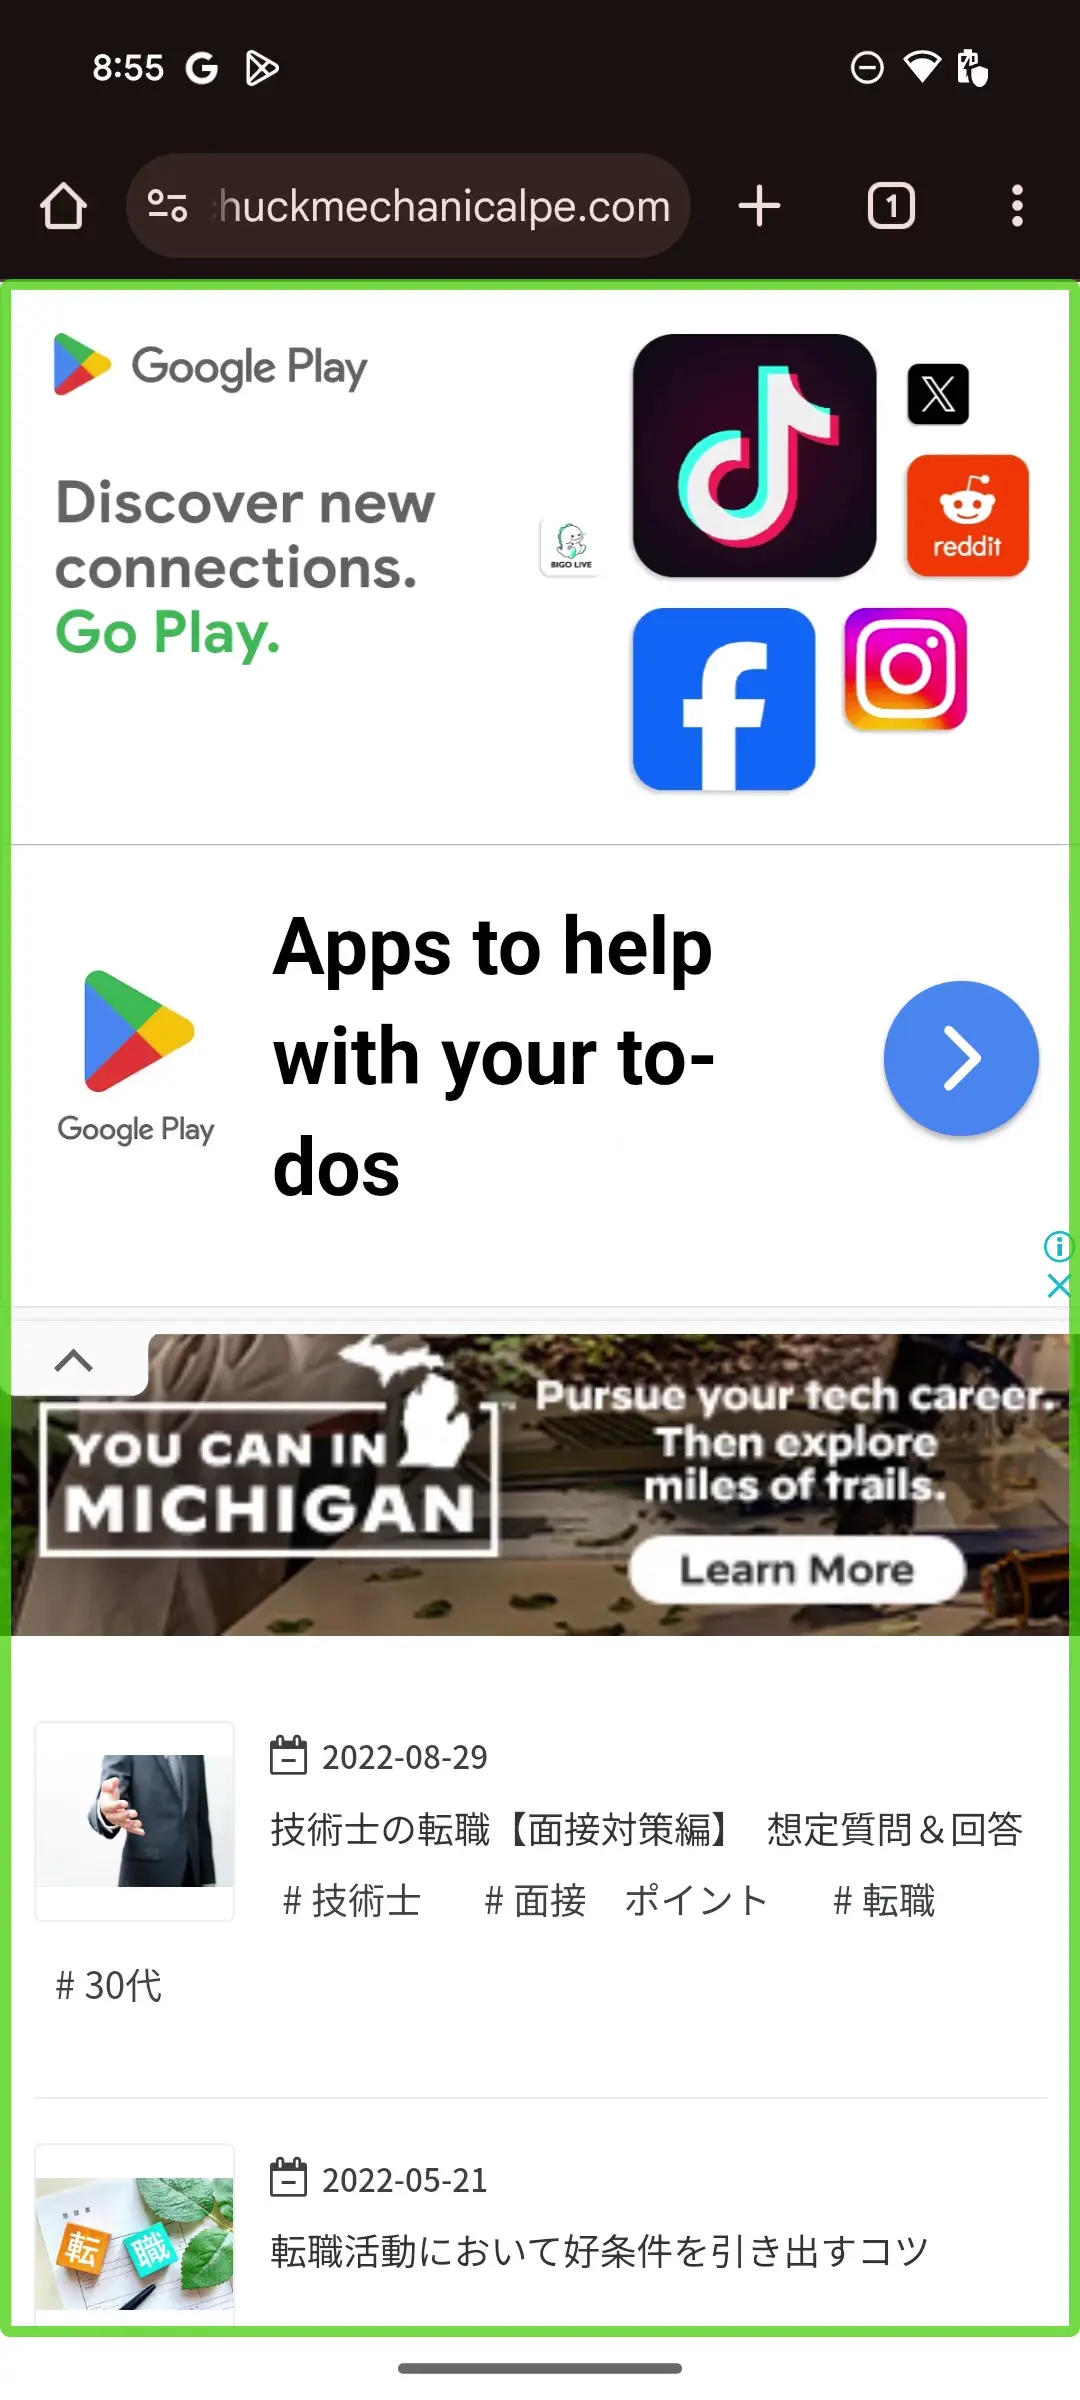 8:55
huckmechanicalpe.com
1
Google Play
Discover new
connections.
Go Play.
BIGO LIVE
reddit
Apps to help
with your to-
dos
Google Play
YOU CAN IN
MICHIGAN
Pursue your tech career.
Then explore
miles of trails.
Learn More
2022-08-29
技術士の転職【面接対策編】 想定質問＆回答
# 技術士 # 面接 ポイント # 転職
# 30代
2022-05-21
転職活動において好条件を引き出すコツ
転 職